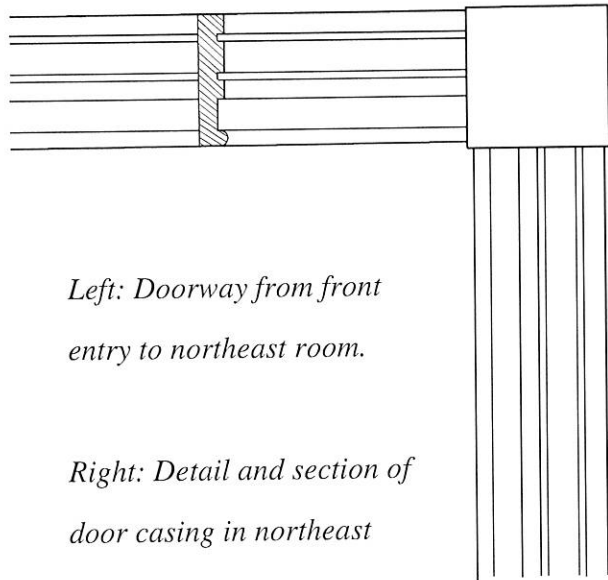 Left: Doorway from front
entry to northeast room.
Right: Detail and section of
door casing in northeast